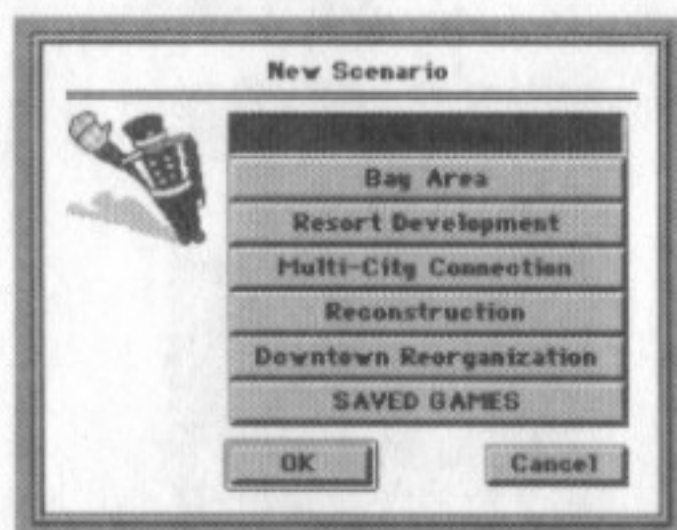 New Scenario
Bay Area
Resort Development
Multi-City Connection
Reconstruction
Downtown Reorganization
SAVED GAMES
OK
Cancel